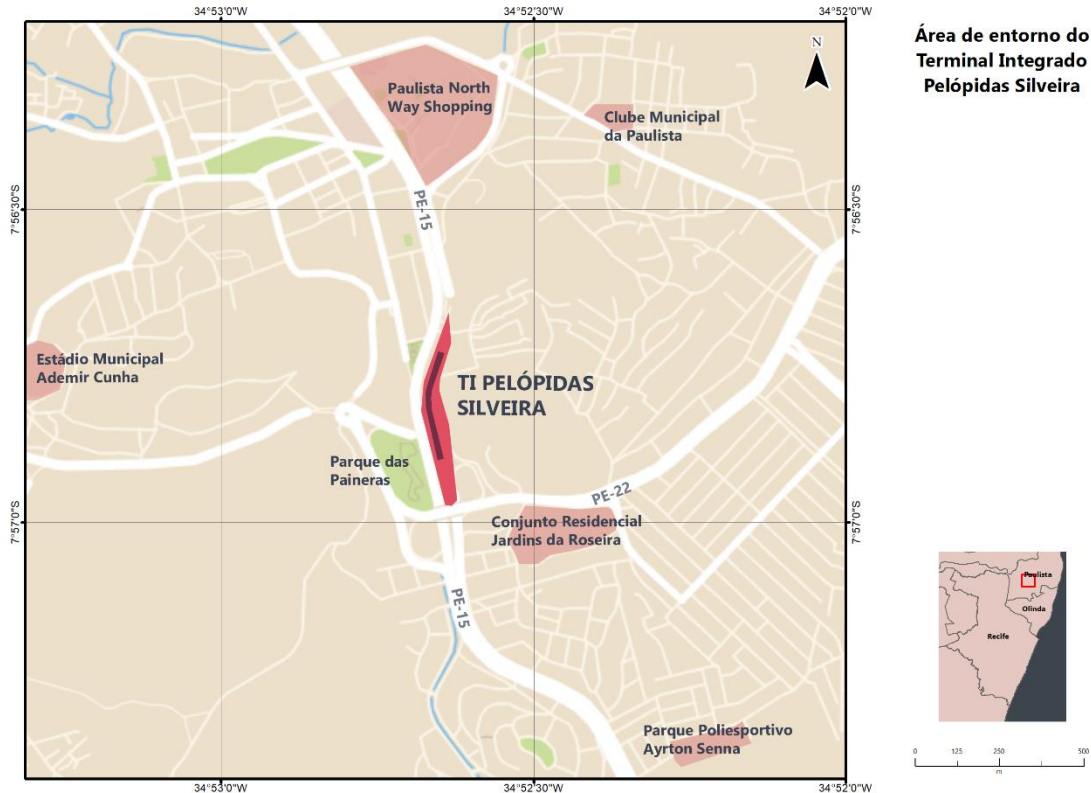 34°53'0"W
34°52'30"W
34°52'0"W
Área de entorno do
Terminal Integrado
Pelópidas Silveira
N
Paulista North
Way Shopping
Clube Municipal
da Paulista
7°56'30"S
PE-15
7°56'30"S
Estádio Municipal
Ademir Cunha
TI PELÓPIDAS
SILVEIRA
Parque das
Paineras
PE-22
7°57'0"S
Conjunto Residencial
Jardins da Roseira
7°57'0"S
PE-15
Paulista
Olinda
Recife
Parque Poliesportivo
Ayrton Senna
0 125 250 500
m
34°53'0"W
34°52'30"W
34°52'0"W